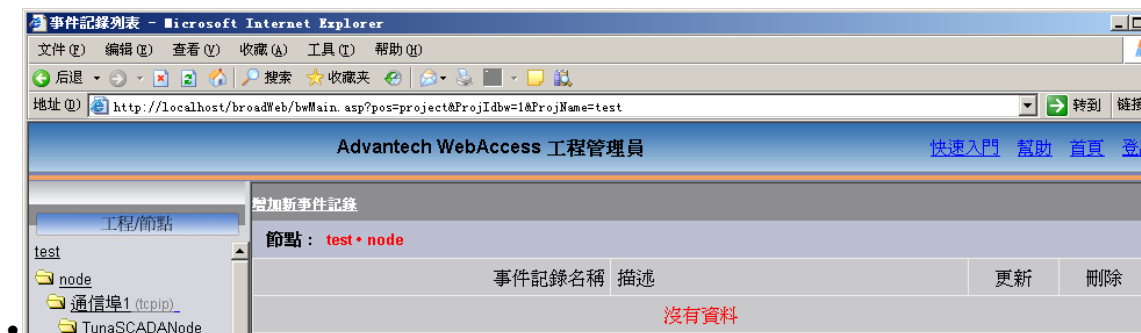 事件記錄列表 - Microsoft Internet Explorer
文件(F) 编辑(E) 查看(V) 收藏(A) 工具(T) 帮助(H)
后退 搜索 收藏夹
地址(D) http://localhost/broadWeb/bwMain.asp?pos=project&ProjIdbw=1&ProjName=test 转到 链接
Advantech WebAccess 工程管理員 快速入門 幫助 首頁
增加新事件記錄
工程/節點
節點： test•node
test
事件記錄名稱 描述 更新 刪除
node
通信埠1 (tcpip)
沒有資料
TunaSCADANode